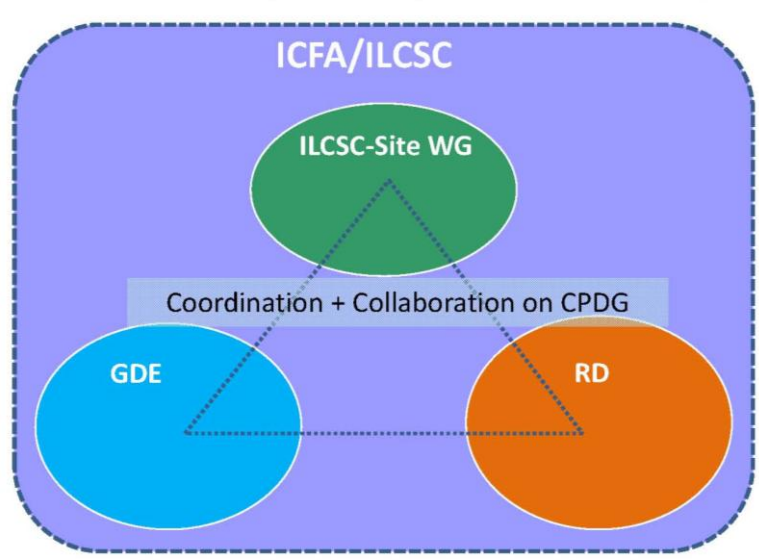 ICFA/ILCSC
ILCSC-Site WG
Coordination + Collaboration on CPDG
GDE
RD